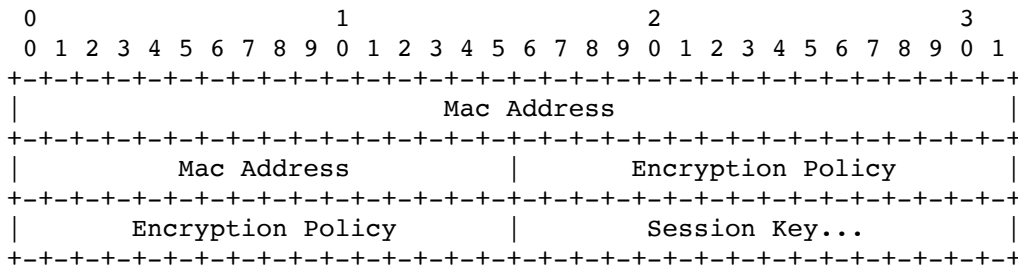 0                   1                   2                   3
0 1 2 3 4 5 6 7 8 9 0 1 2 3 4 5 6 7 8 9 0 1 2 3 4 5 6 7 8 9 0 1
+-+-+-+-+-+-+-+-+-+-+-+-+-+-+-+-+-+-+-+-+-+-+-+-+-+-+-+-+-+-+-+-+
|                          Mac Address                          |
+-+-+-+-+-+-+-+-+-+-+-+-+-+-+-+-+-+-+-+-+-+-+-+-+-+-+-+-+-+-+-+-+
|          Mac Address          |       Encryption Policy       |
+-+-+-+-+-+-+-+-+-+-+-+-+-+-+-+-+-+-+-+-+-+-+-+-+-+-+-+-+-+-+-+-+
|       Encryption Policy       |        Session Key...         |
+-+-+-+-+-+-+-+-+-+-+-+-+-+-+-+-+-+-+-+-+-+-+-+-+-+-+-+-+-+-+-+-+